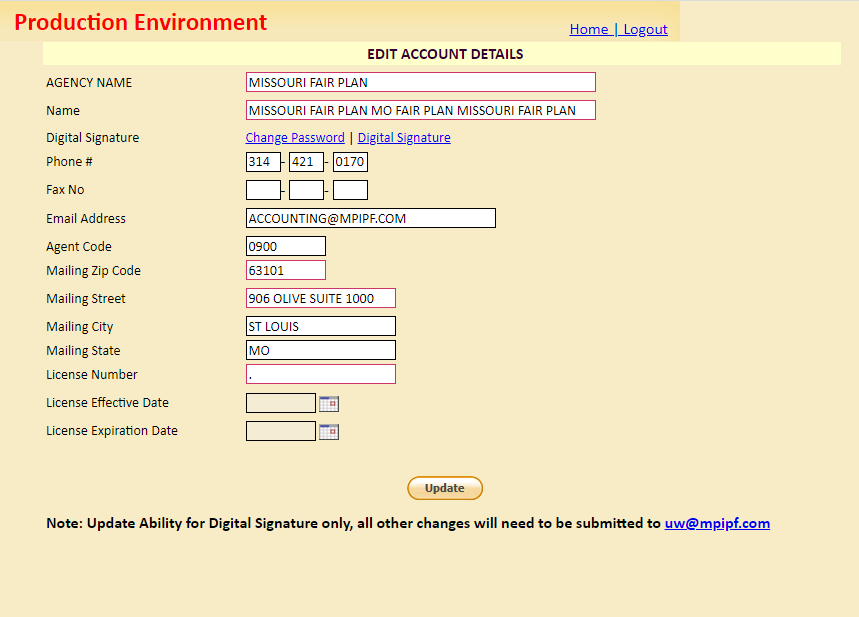 Production Environment
Home | Logout
EDIT ACCOUNT DETAILS
AGENCY NAME MISSOURI FAIR PLAN
Name MISSOURI FAIR PLAN MO FAIR PLAN MISSOURI FAIR PLAN
Digital Signature Change Password | Digital Signature
Phone # 314 - 421 - 0170
Fax No - -
Email Address ACCOUNTING@MPIPF.COM
Agent Code 0900
Mailing Zip Code 63101
Mailing Street 906 OLIVE SUITE 1000
Mailing City ST LOUIS
Mailing State MO
License Number .
License Effective Date
License Expiration Date
Update
Note: Update Ability for Digital Signature only, all other changes will need to be submitted to uw@mpipf.com